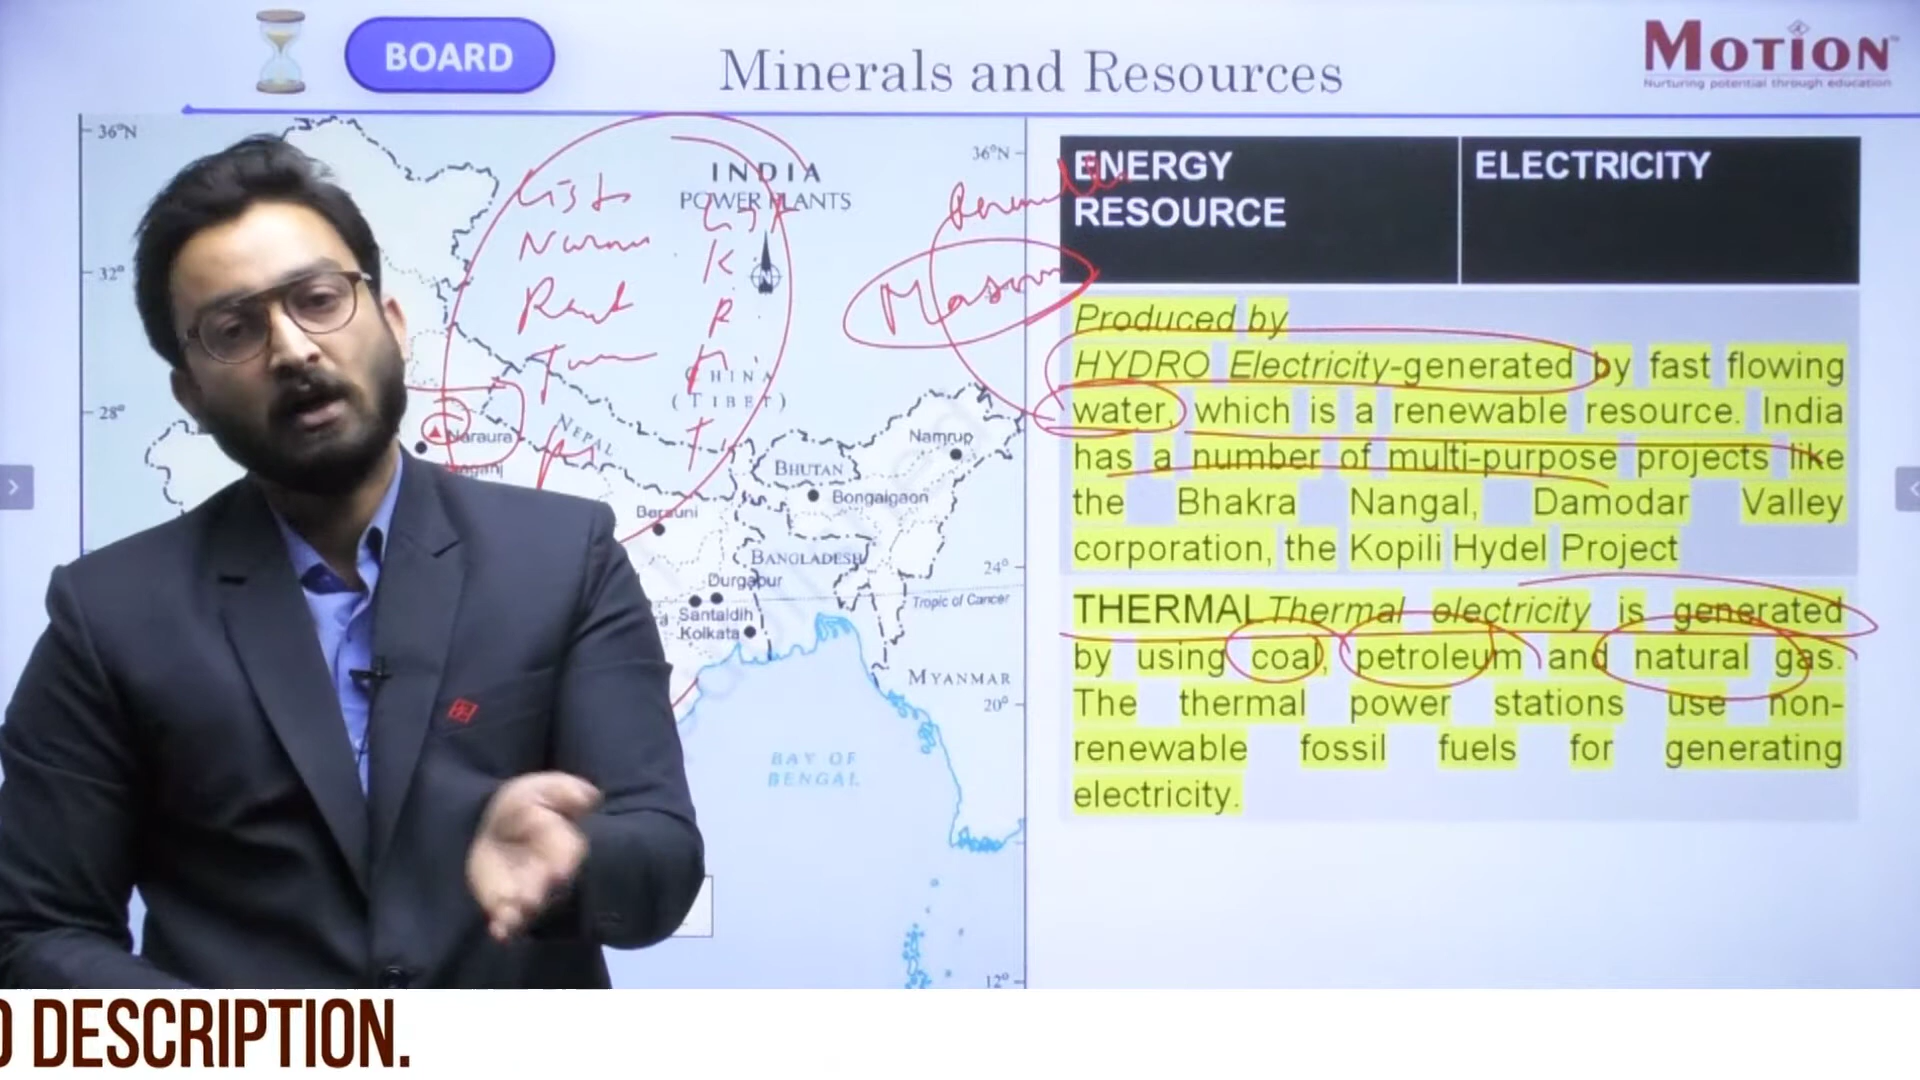 BOARD
Minerals and Resources
MOTION
Nurturing potential through education
36°N
32°
28°
INDIA
POWER PLANTS
36°N
N
CHINA
(TIBET)
NEPAL
Naraura
Namrup
BHUTAN
Bongaigaon
Barauni
BANGLADESH
24°
Durgapur
Tropic of Cancer
Santaldih
Kolkata
MYANMAR
20°
BAY OF
BENGAL
12°
ENERGY
RESOURCE
ELECTRICITY
Produced by
HYDRO Electricity-generated by fast flowing
water, which is a renewable resource. India
has a number of multi-purpose projects like
the Bhakra Nangal, Damodar Valley
corporation, the Kopili Hydel Project
THERMAL Thermal electricity is generated
by using coal, petroleum and natural gas.
The thermal power stations use non-
renewable fossil fuels for generating
electricity.
DESCRIPTION.